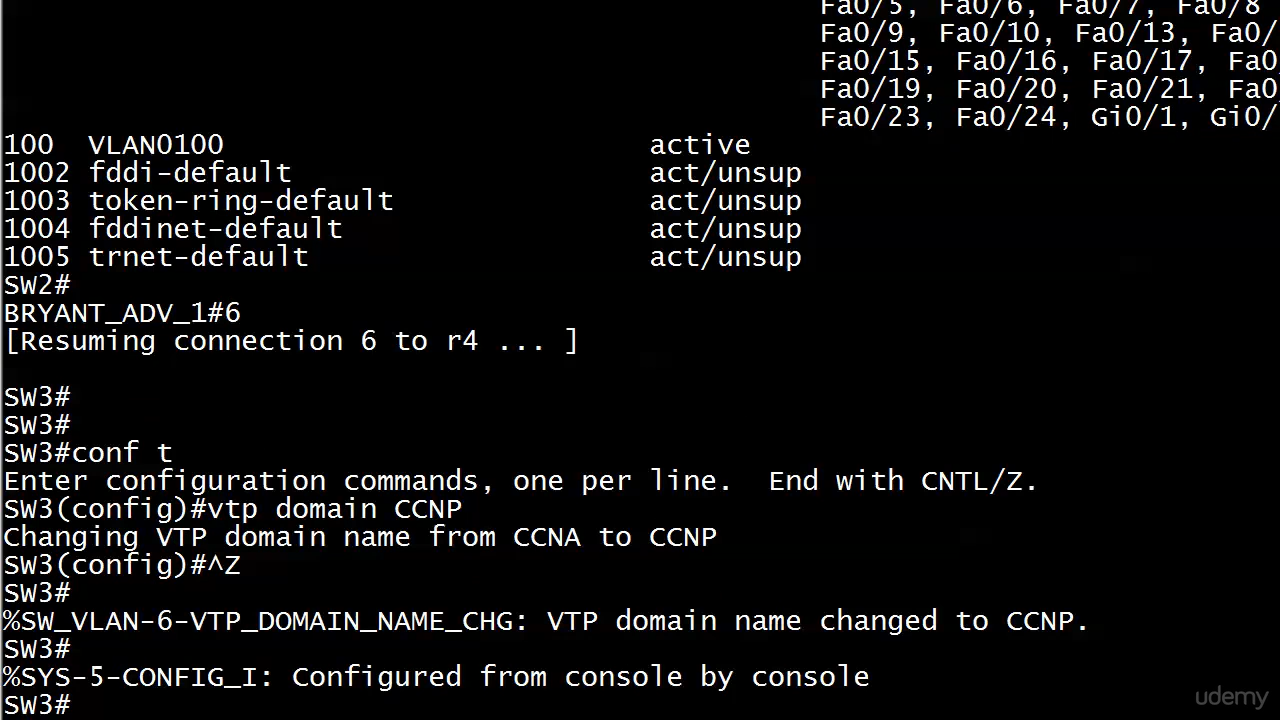 Fa0/5, Fa0/6, Fa0/7, Fa0/8
Fa0/9, Fa0/10, Fa0/13, Fa0/
Fa0/15, Fa0/16, Fa0/17, Fa0
Fa0/19, Fa0/20, Fa0/21, Fa0
Fa0/23, Fa0/24, Gi0/1, Gi0/
100  VLAN0100                         active
1002 fddi-default                     act/unsup
1003 token-ring-default               act/unsup
1004 fddinet-default                  act/unsup
1005 trnet-default                    act/unsup
SW2#
BRYANT_ADV_1#6
[Resuming connection 6 to r4 ... ]
SW3#
SW3#
SW3#conf t
Enter configuration commands, one per line.  End with CNTL/Z.
SW3(config)#vtp domain CCNP
Changing VTP domain name from CCNA to CCNP
SW3(config)#^Z
SW3#
%SW_VLAN-6-VTP_DOMAIN_NAME_CHG: VTP domain name changed to CCNP.
SW3#
%SYS-5-CONFIG_I: Configured from console by console
SW3#
udemy